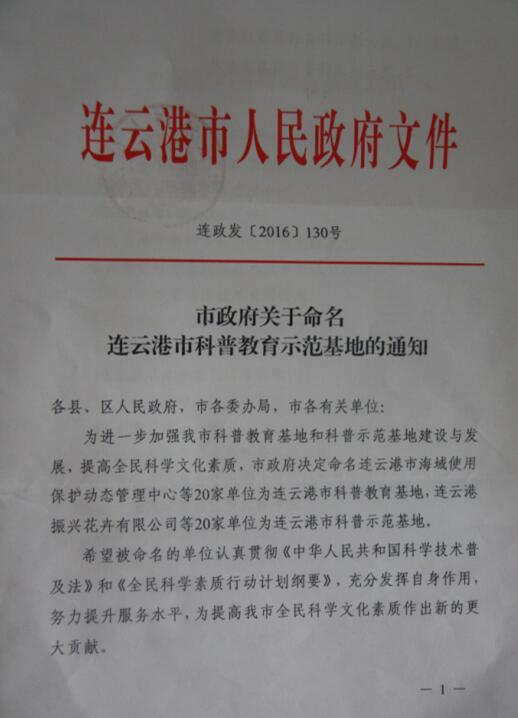 连云港市人民政府文件
连政发〔2016〕130号
市政府关于命名
连云港市科普教育示范基地的通知
各县、区人民政府，市各委办局，市各有关单位：
为进一步加强我市科普教育基地和科普示范基地建设与发
展，提高全民科学文化素质，市政府决定命名连云港市海域使用
保护动态管理中心等20家单位为连云港市科普教育基地，连云港
振兴花卉有限公司等20家单位为连云港市科普示范基地。
希望被命名的单位认真贯彻《中华人民共和国科学技术普
及法》和《全民科学素质行动计划纲要》，充分发挥自身作用，
努力提升服务水平，为提高我市全民科学文化素质作出新的更
大贡献。
— 1 —